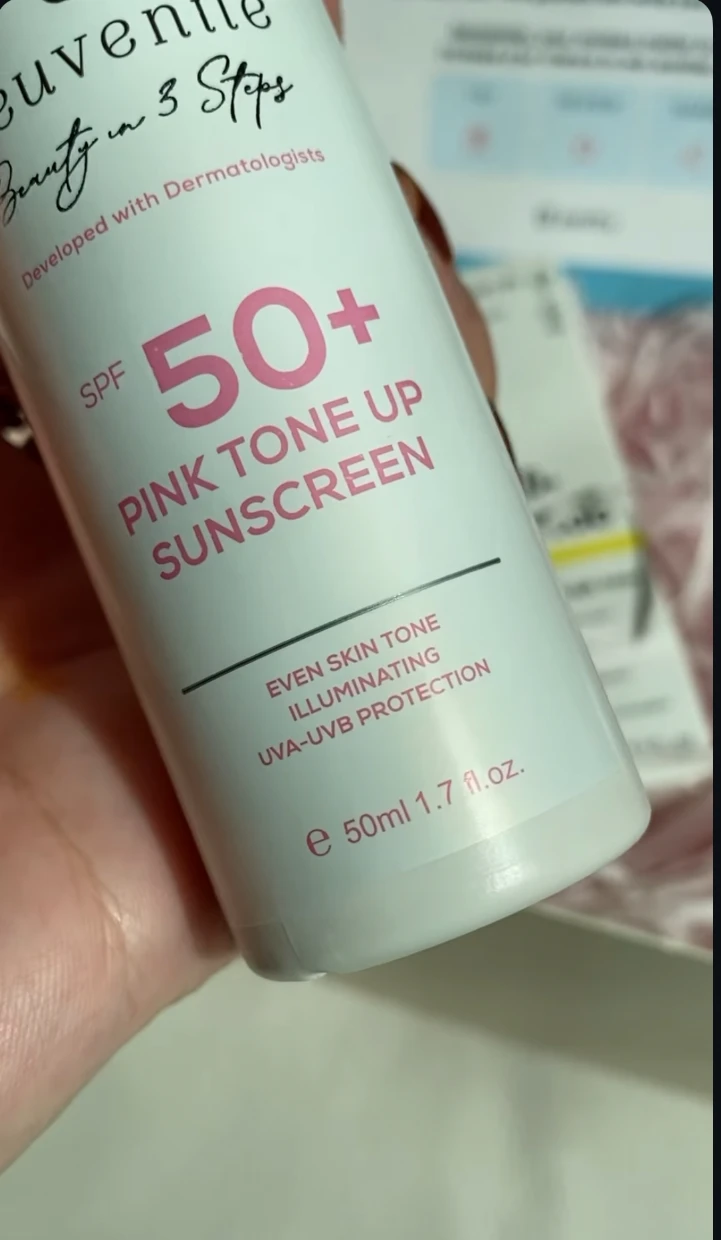 Beauty in 3 Steps
Developed with Dermatologists
SPF 50+
PINK TONE UP
SUNSCREEN
EVEN SKIN TONE
ILLUMINATING
UVA-UVB PROTECTION
e 50ml 1.7 fl.oz.